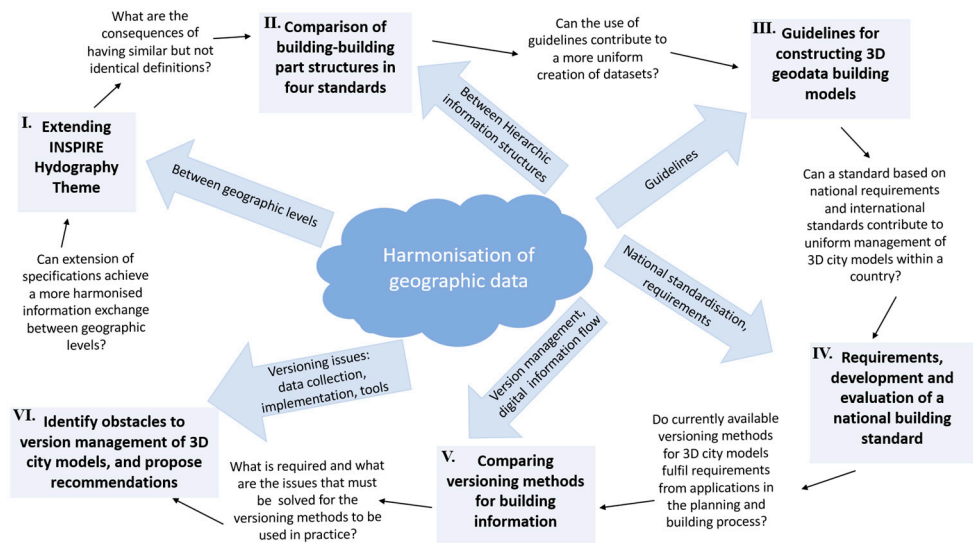 What are the
consequences of
having similar but not
identical definitions?
II. Comparison of
building-building
part structures in
four standards
Can the use of
guidelines contribute to
a more uniform
creation of datasets?
III. Guidelines for
constructing 3D
geodata building
models
I. Extending
INSPIRE
Hydography
Theme
Between geographic levels
Between Hierarchic
information structures
Guidelines
Can a standard based on
national requirements
and international
standards contribute to
uniform management of
3D city models within a
country?
Can extension of
specifications achieve
a more harmonised
information exchange
between geographic
levels?
Harmonisation of
geographic data
National standardisation,
requirements
Version management,
digital information flow
Versioning issues:
data collection,
implementation, tools
IV. Requirements,
development and
evaluation of a
national building
standard
VI. Identify obstacles to
version management of 3D
city models, and propose
recommendations
What is required and what
are the issues that must
be solved for the
versioning methods to be
used in practice?
V. Comparing
versioning methods
for building
information
Do currently available
versioning methods
for 3D city models
fulfil requirements
from applications in
the planning and
building process?